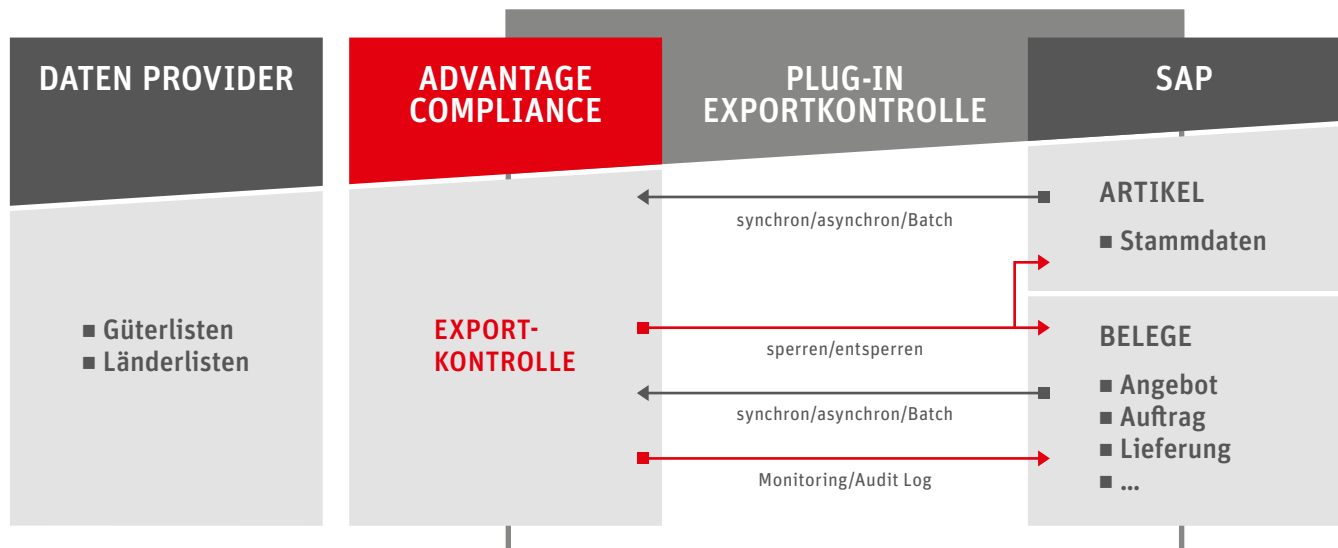 DATEN PROVIDER
■ Güterlisten
■ Länderlisten
ADVANTAGE
COMPLIANCE
EXPORT-
KONTROLLE
PLUG-IN
EXPORTKONTROLLE
synchron/asynchron/Batch
sperren/entsperren
synchron/asynchron/Batch
Monitoring/Audit Log
SAP
ARTIKEL
■ Stammdaten
BELEGE
■ Angebot
■ Auftrag
■ Lieferung
■ ...